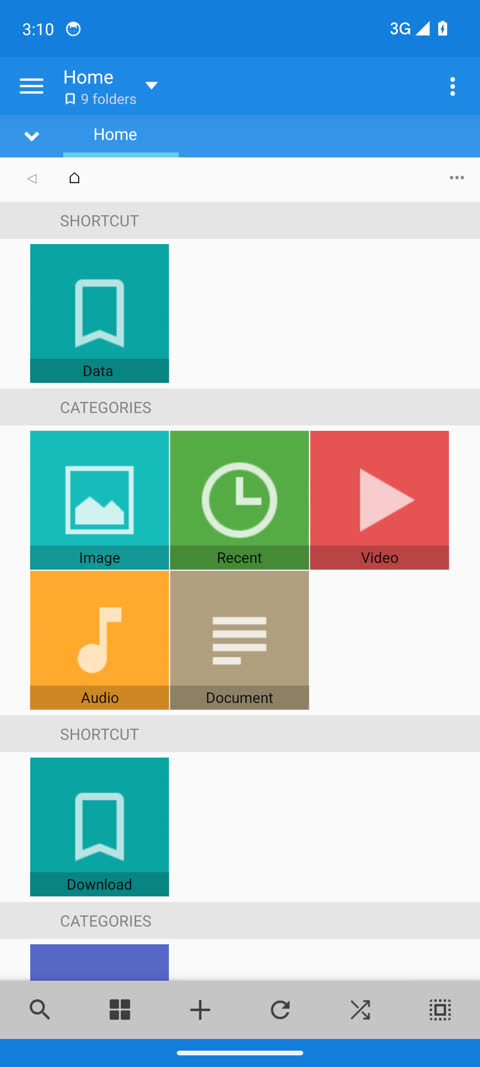 3:10
3G
Home
9 folders
Home
SHORTCUT
Data
CATEGORIES
Image
Recent
Video
Audio
Document
SHORTCUT
Download
CATEGORIES